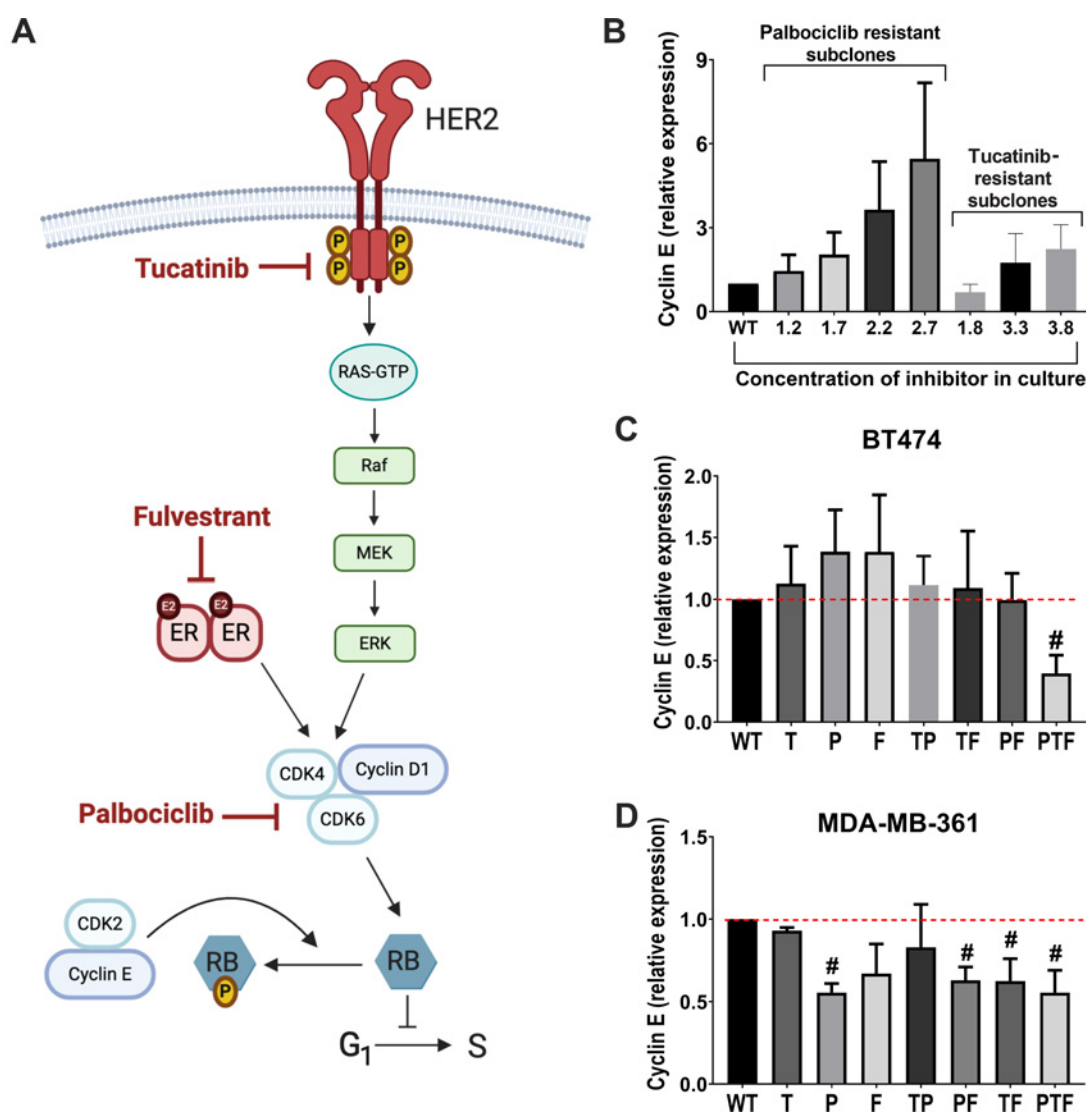 A
HER2
P
P
P
P
Tucatinib
RAS-GTP
Raf
Fulvestrant
MEK
E2
E2
ER
ER
ERK
CDK4
Cyclin D1
CDK6
Palbociclib
CDK2
Cyclin E
RB
P
RB
G1
S
B
Palbociclib resistant
subclones
Tucatinib-
resistant
subclones
Cyclin E (relative expression)
9
6
3
0
WT 1.2 1.7 2.2 2.7 1.8 3.3 3.8
Concentration of inhibitor in culture
C
BT474
Cyclin E (relative expression)
2.0
1.5
1.0
0.5
0.0
#
WT T P F TP TF PF PTF
D
MDA-MB-361
Cyclin E (relative expression)
1.0
0.5
0.0
# # # #
WT T P F TP PF TF PTF